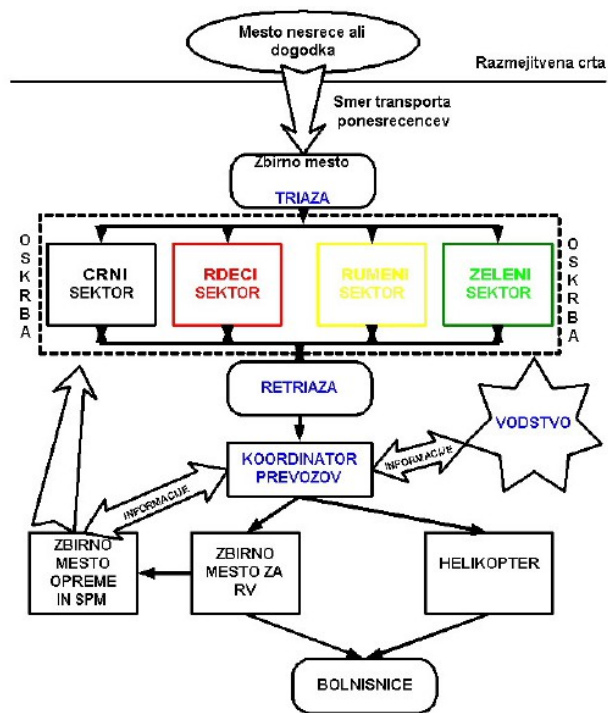 Mesto nesrece ali
dogodka
Razmejitvena crta
Smer transporta
ponesrecencev
Zbirno mesto
TRIAZA
OSKRBA
CRNI
SEKTOR
RDECI
SEKTOR
RUMENI
SEKTOR
ZELENI
SEKTOR
OSKRBA
RETRIAZA
VODSTVO
INFORMACIJE
KOORDINATOR
PREVOZOV
INFORMACIJE
ZBIRNO
MESTO
OPREME
IN SPM
ZBIRNO
MESTO ZA
RV
HELIKOPTER
BOLNISNICE